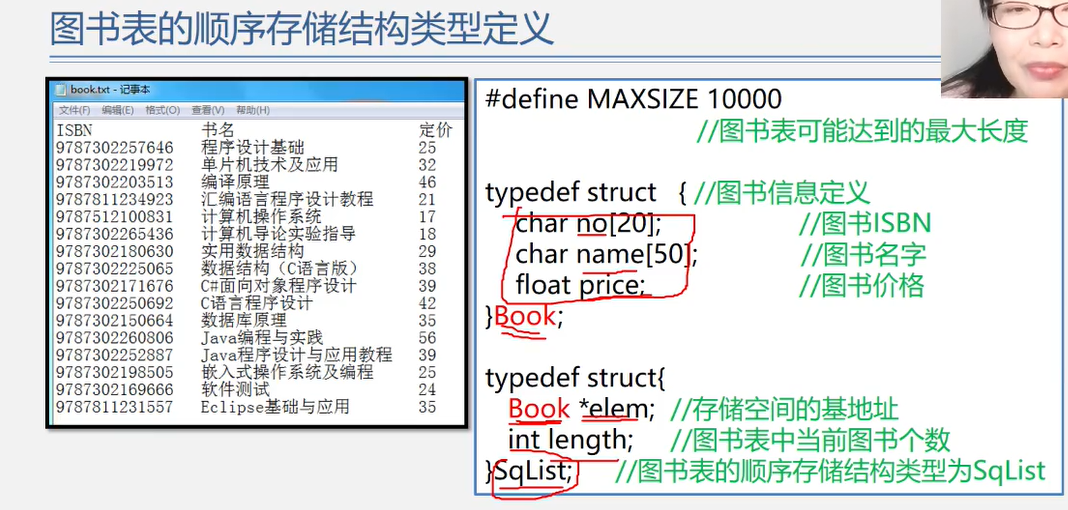 图书表的顺序存储结构类型定义
book.txt - 记事本
文件(F) 编辑(E) 格式(O) 查看(V) 帮助(H)
ISBN 书名 定价
9787302257646 程序设计基础 25
9787302219972 单片机技术及应用 32
9787302203513 编译原理 46
9787811234923 汇编语言程序设计教程 21
9787512100831 计算机操作系统 17
9787302265436 计算机导论实验指导 18
9787302180630 实用数据结构 29
9787302225065 数据结构（C语言版） 38
9787302171676 C#面向对象程序设计 39
9787302250692 C语言程序设计 42
9787302150664 数据库原理 35
9787302260806 Java编程与实践 56
9787302252887 Java程序设计与应用教程 39
9787302198505 嵌入式操作系统及编程 25
9787302169666 软件测试 24
9787811231557 Eclipse基础与应用 35
#define MAXSIZE 10000
//图书表可能达到的最大长度
typedef struct { //图书信息定义
char no[20]; //图书ISBN
char name[50]; //图书名字
float price; //图书价格
}Book;
typedef struct{
Book *elem; //存储空间的基地址
int length; //图书表中当前图书个数
}SqList; //图书表的顺序存储结构类型为SqList